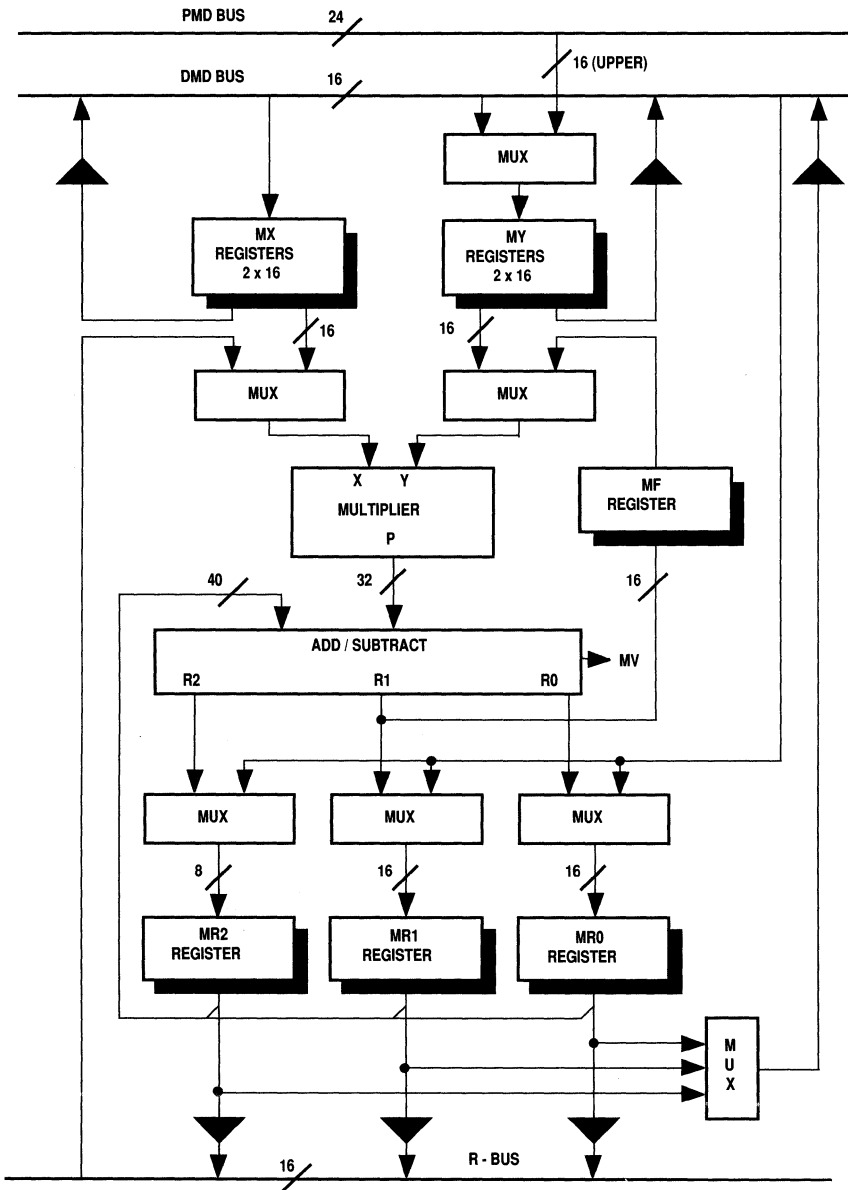 PMD BUS 24
16 (UPPER)
DMD BUS 16
MUX
MX
REGISTERS
2 x 16
MY
REGISTERS
2 x 16
16
16
MUX
MUX
X Y
MULTIPLIER
P
MF
REGISTER
40
32
16
ADD / SUBTRACT
MV
R2 R1 R0
MUX
MUX
MUX
8
16
16
MR2
REGISTER
MR1
REGISTER
MR0
REGISTER
M
U
X
R - BUS
16